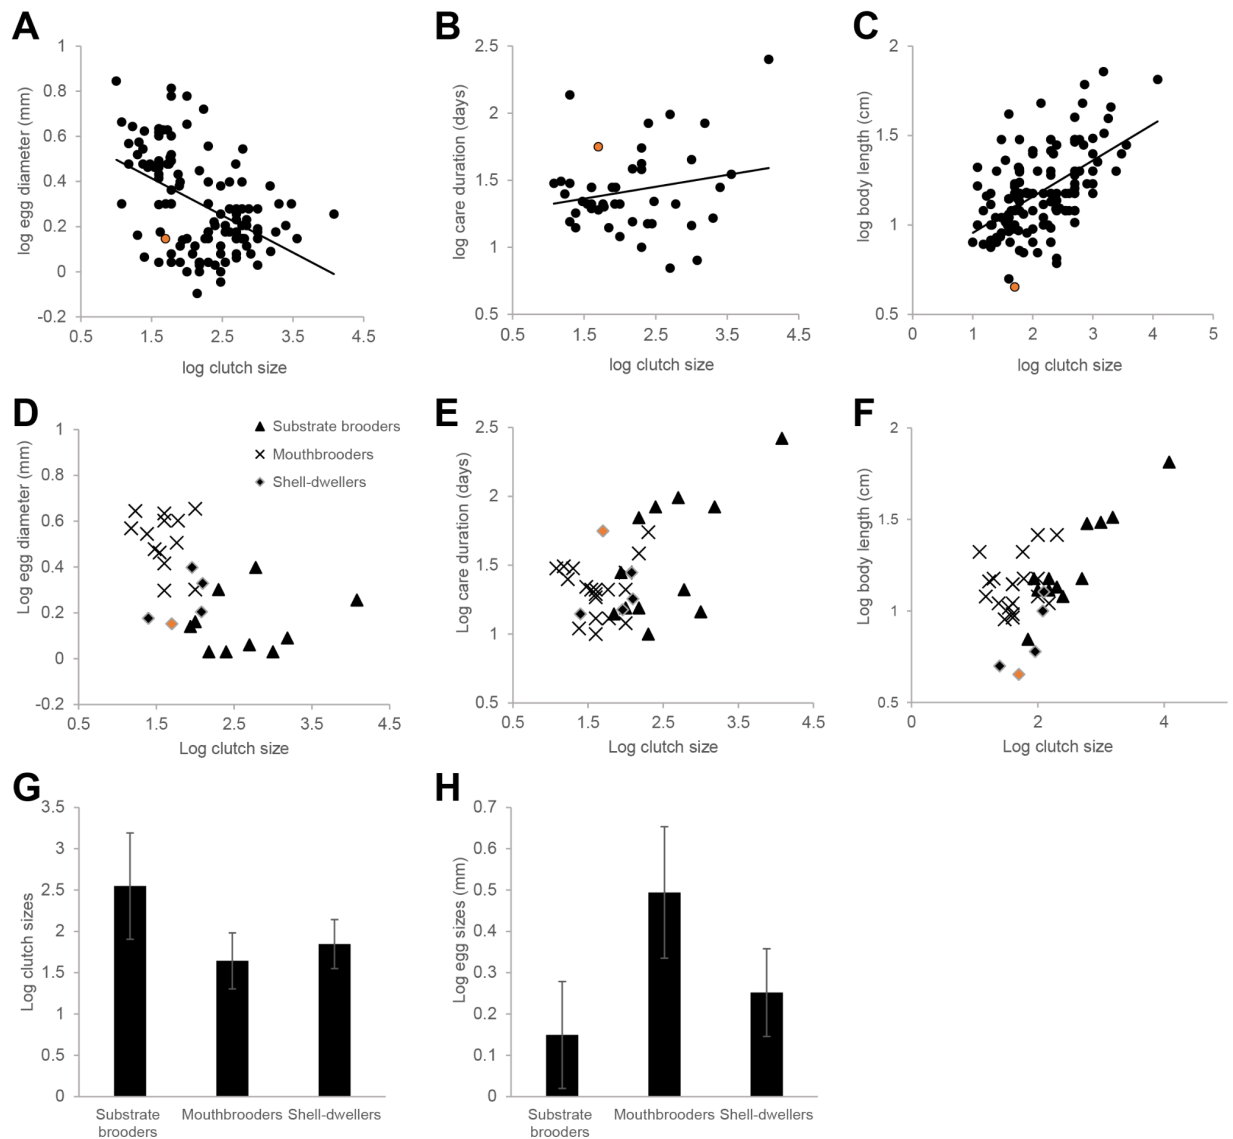 A
B
C
1
0.8
0.6
0.4
0.2
0
-0.2
log egg diameter (mm)
0.5
1.5
2.5
3.5
4.5
log clutch size
2.5
2
1.5
1
0.5
log care duration (days)
0.5
1.5
2.5
3.5
4.5
log clutch size
2
1.5
1
0.5
log body length (cm)
0
1
2
3
4
5
log clutch size
D
E
F
1
0.8
0.6
0.4
0.2
0
-0.2
Log egg diameter (mm)
Substrate brooders
Mouthbrooders
Shell-dwellers
0.5
1.5
2.5
3.5
4.5
Log clutch size
2.5
2
1.5
1
0.5
Log care duration (days)
0.5
1.5
2.5
3.5
4.5
Log clutch size
2
1.5
1
0.5
Log body length (cm)
0
2
4
Log clutch size
G
H
3.5
3
2.5
2
1.5
1
0.5
0
Log clutch sizes
Substrate
brooders
Mouthbrooders
Shell-dwellers
0.7
0.6
0.5
0.4
0.3
0.2
0.1
0
Log egg sizes (mm)
Substrate
brooders
Mouthbrooders
Shell-dwellers